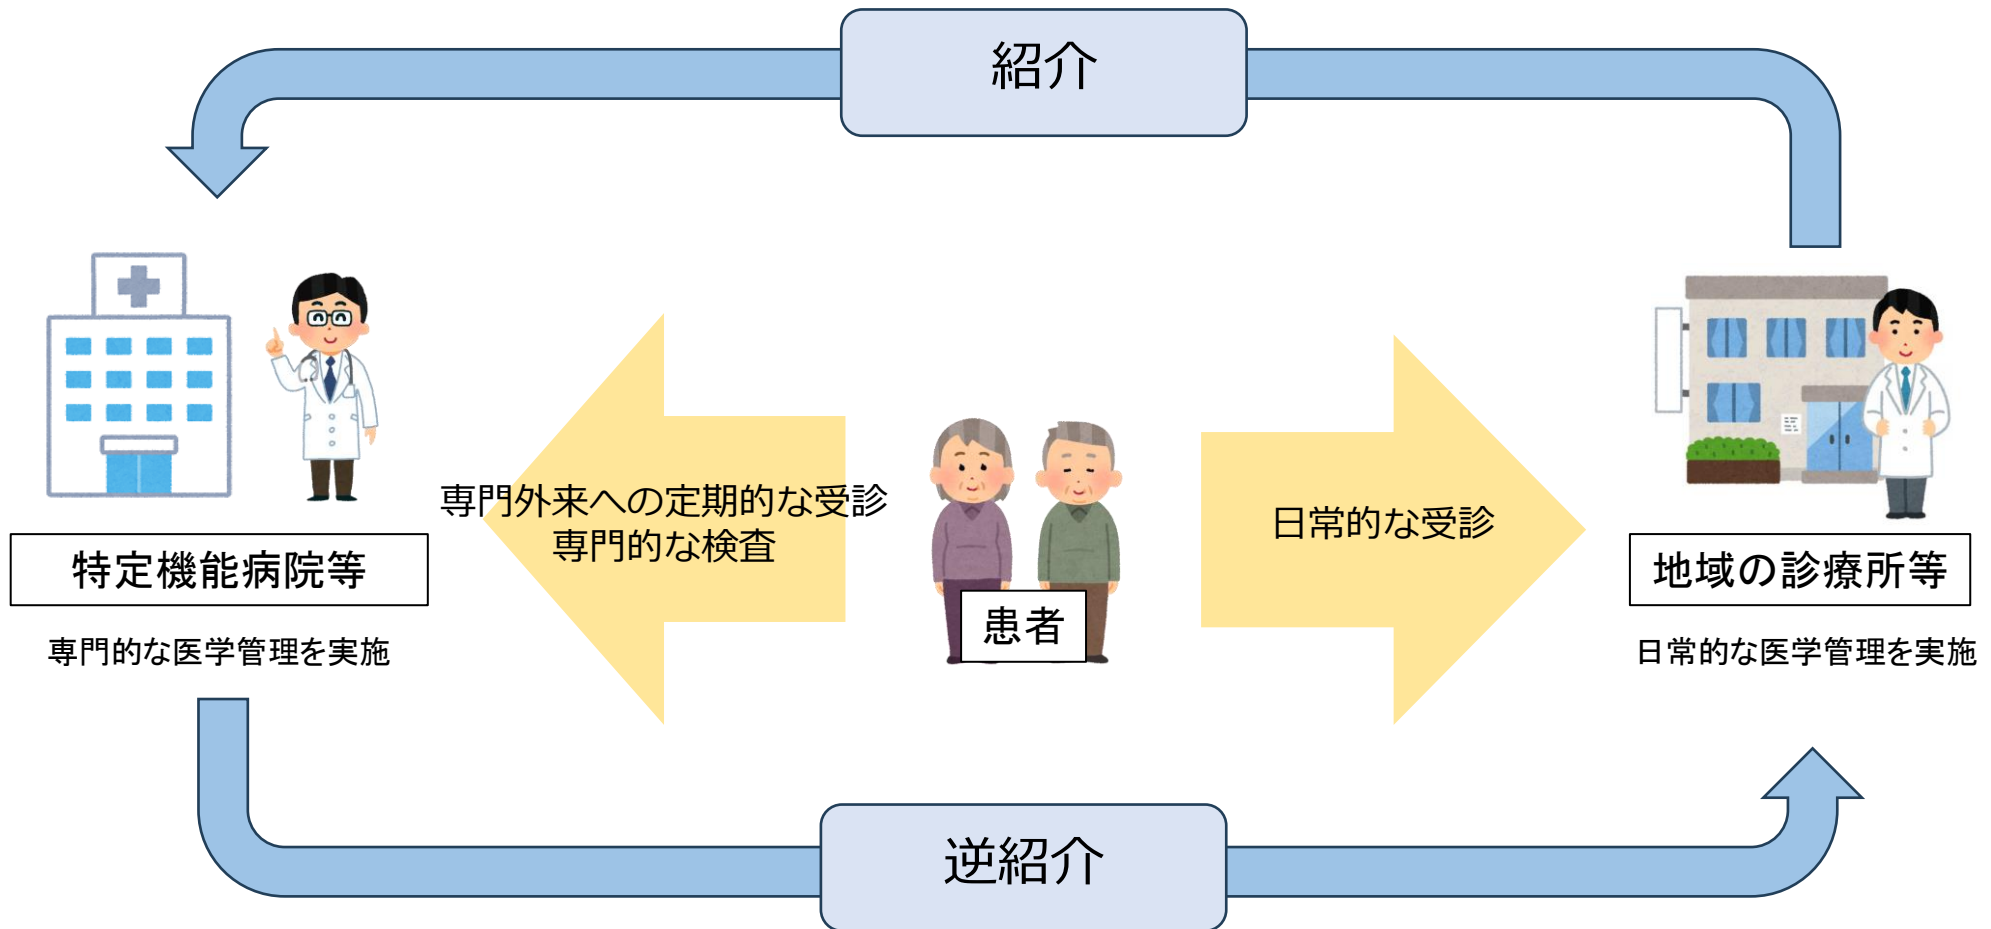 紹介
専門外来への定期的な受診
専門的な検査
日常的な受診
特定機能病院等
患者
地域の診療所等
専門的な医学管理を実施
日常的な医学管理を実施
逆紹介